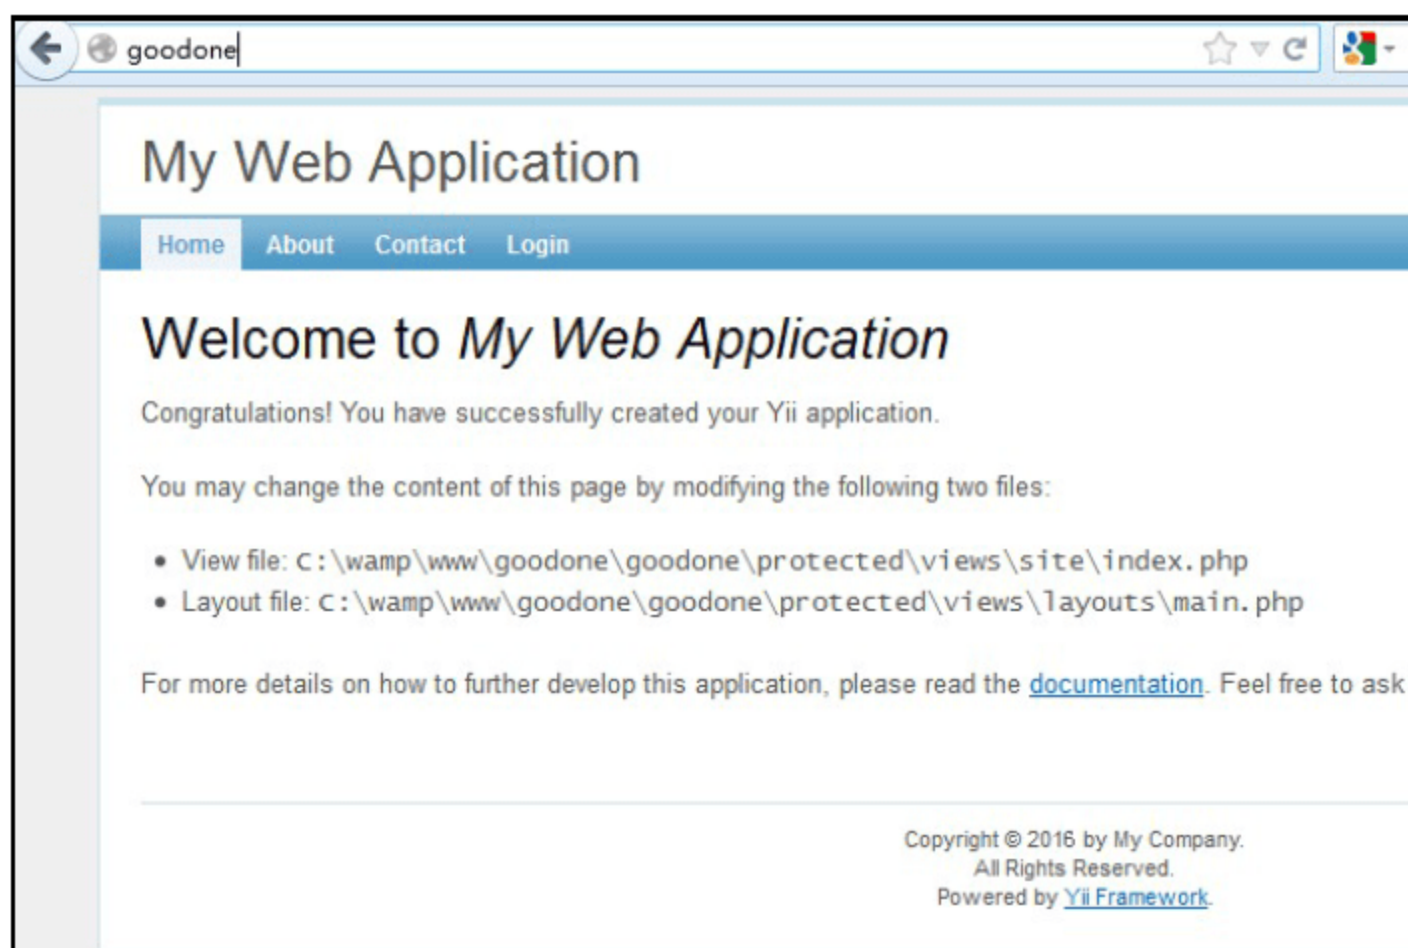 goodone
My Web Application
Home About Contact Login
Welcome to My Web Application
Congratulations! You have successfully created your Yii application.
You may change the content of this page by modifying the following two files:
• View file: C:\wamp\www\goodone\goodone\protected\views\site\index.php
• Layout file: C:\wamp\www\goodone\goodone\protected\views\layouts\main.php
For more details on how to further develop this application, please read the documentation. Feel free to ask
Copyright © 2016 by My Company.
All Rights Reserved.
Powered by Yii Framework.